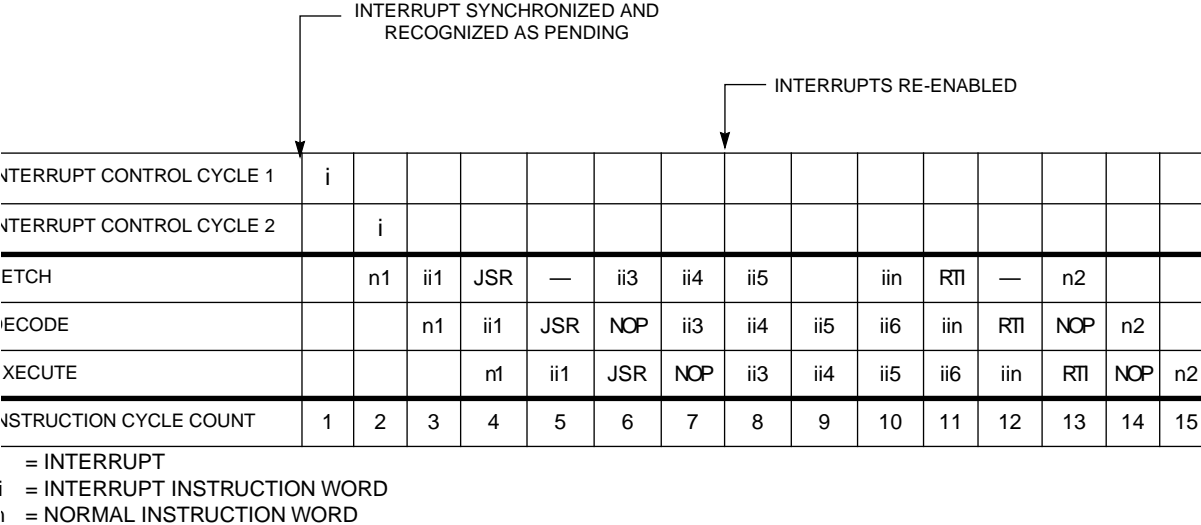 INTERRUPT SYNCHRONIZED AND
RECOGNIZED AS PENDING
INTERRUPTS RE-ENABLED
NTERRUPT CONTROL CYCLE 1 i
NTERRUPT CONTROL CYCLE 2 i
ETCH n1 ii1 JSR — ii3 ii4 ii5 iin RTI — n2
ECODE n1 ii1 JSR NOP ii3 ii4 ii5 ii6 iin RTI NOP n2
XECUTE n1 ii1 JSR NOP ii3 ii4 ii5 ii6 iin RTI NOP n2
NSTRUCTION CYCLE COUNT 1 2 3 4 5 6 7 8 9 10 11 12 13 14 15
= INTERRUPT
i = INTERRUPT INSTRUCTION WORD
= NORMAL INSTRUCTION WORD